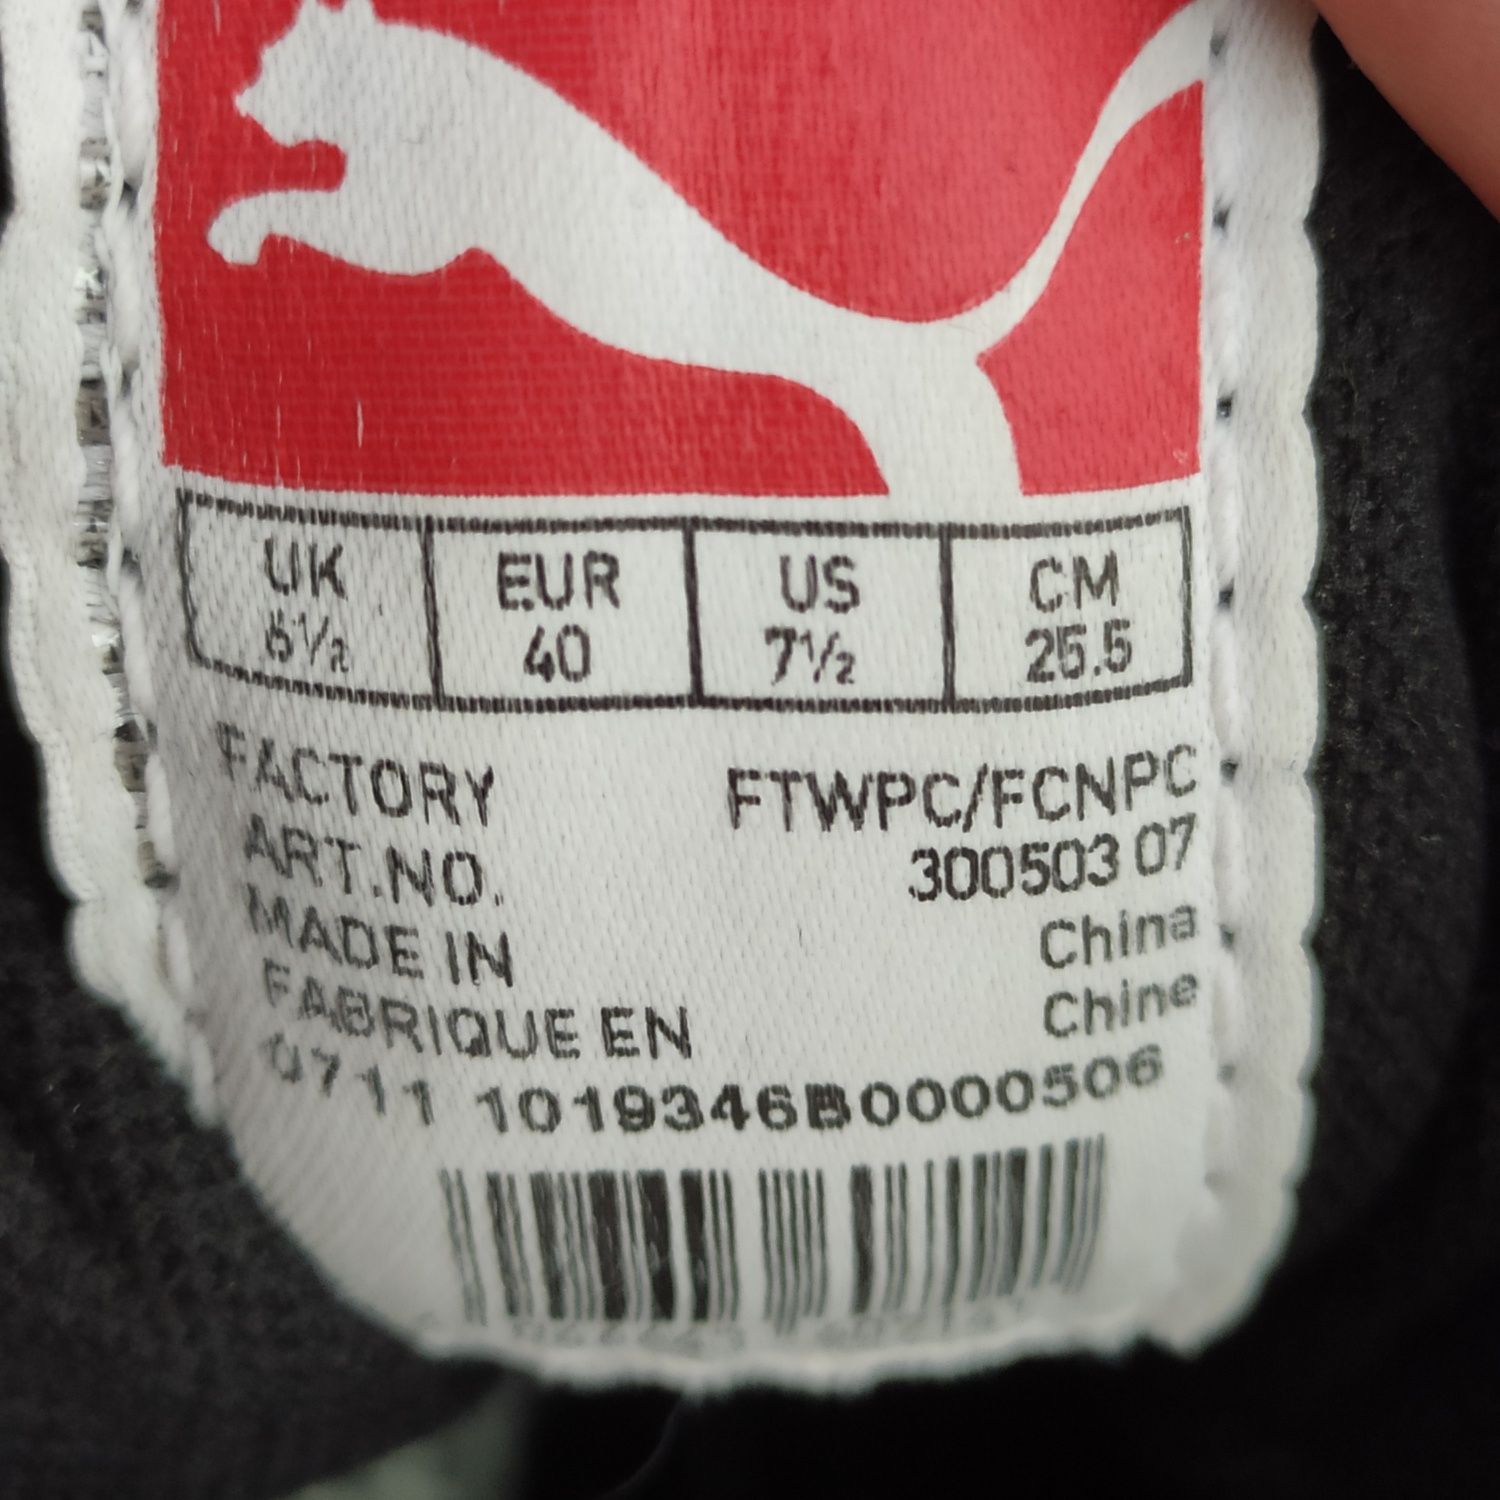 UK EUR US CM
6½ 40 7½ 25.5
FACTORY FTWPC/FCNPC
ART.NO. 300503 07
MADE IN China
FABRIQUE EN Chine
0711 1019346B0000506